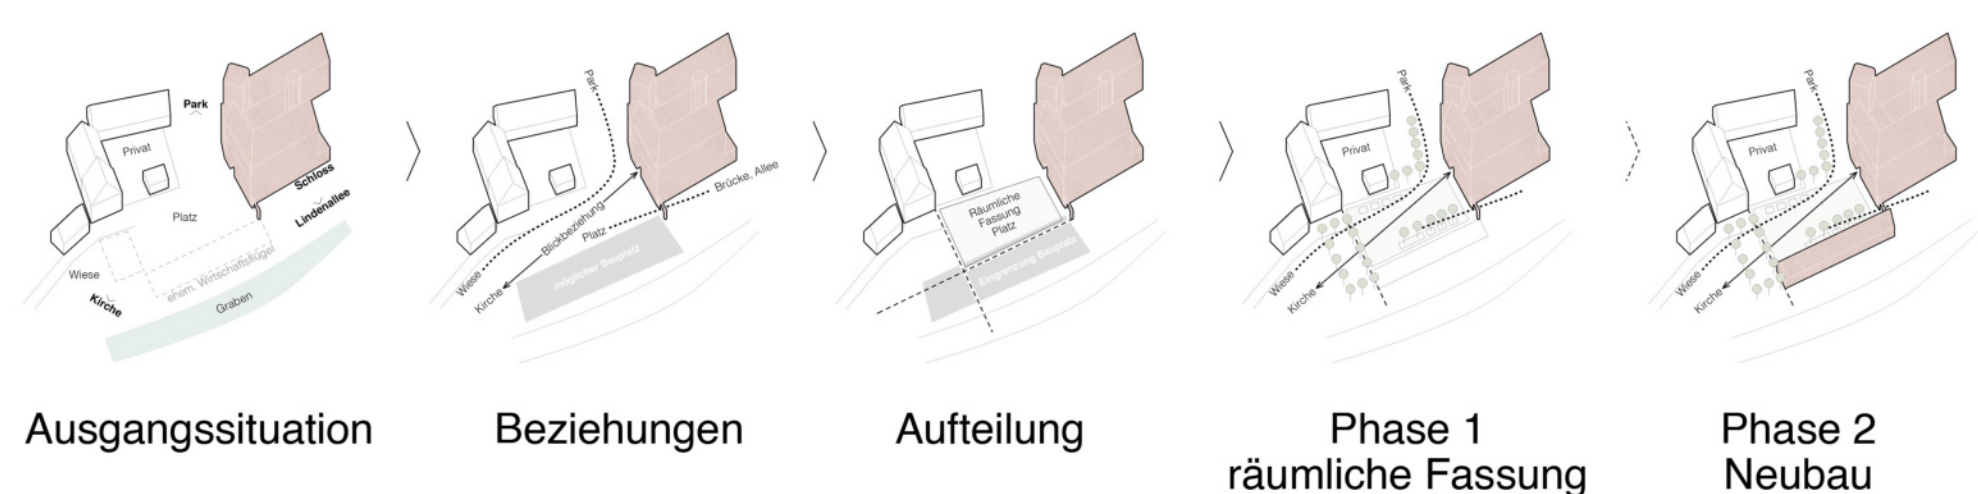 Park
Privat
Schloss
Lindenallee
Platz
Wiese
ehem. Wirtschaftsflügel
Kirche
Graben
Park
Brücke, Allee
Blickbeziehung
Platz
Wiese
Kirche
möglicher Bauplatz
Räumliche
Fassung
Platz
Eingrenzung Bauplatz
Park
Privat
Wiese
Kirche
Park
Privat
Wiese
Kirche
Ausgangssituation
Beziehungen
Aufteilung
Phase 1
räumliche Fassung
Phase 2
Neubau